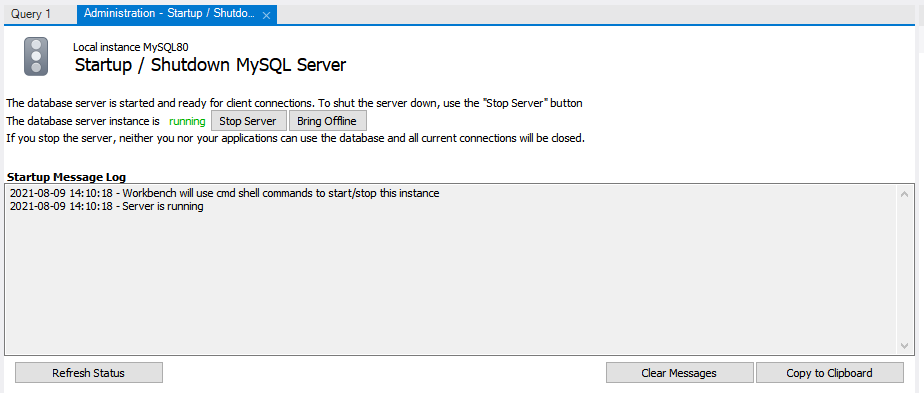 Query 1
Administration - Startup / Shutdo...
Local instance MySQL80
Startup / Shutdown MySQL Server
The database server is started and ready for client connections. To shut the server down, use the "Stop Server" button
The database server instance is running Stop Server Bring Offline
If you stop the server, neither you nor your applications can use the database and all current connections will be closed.
Startup Message Log
2021-08-09 14:10:18 - Workbench will use cmd shell commands to start/stop this instance
2021-08-09 14:10:18 - Server is running
Refresh Status Clear Messages Copy to Clipboard